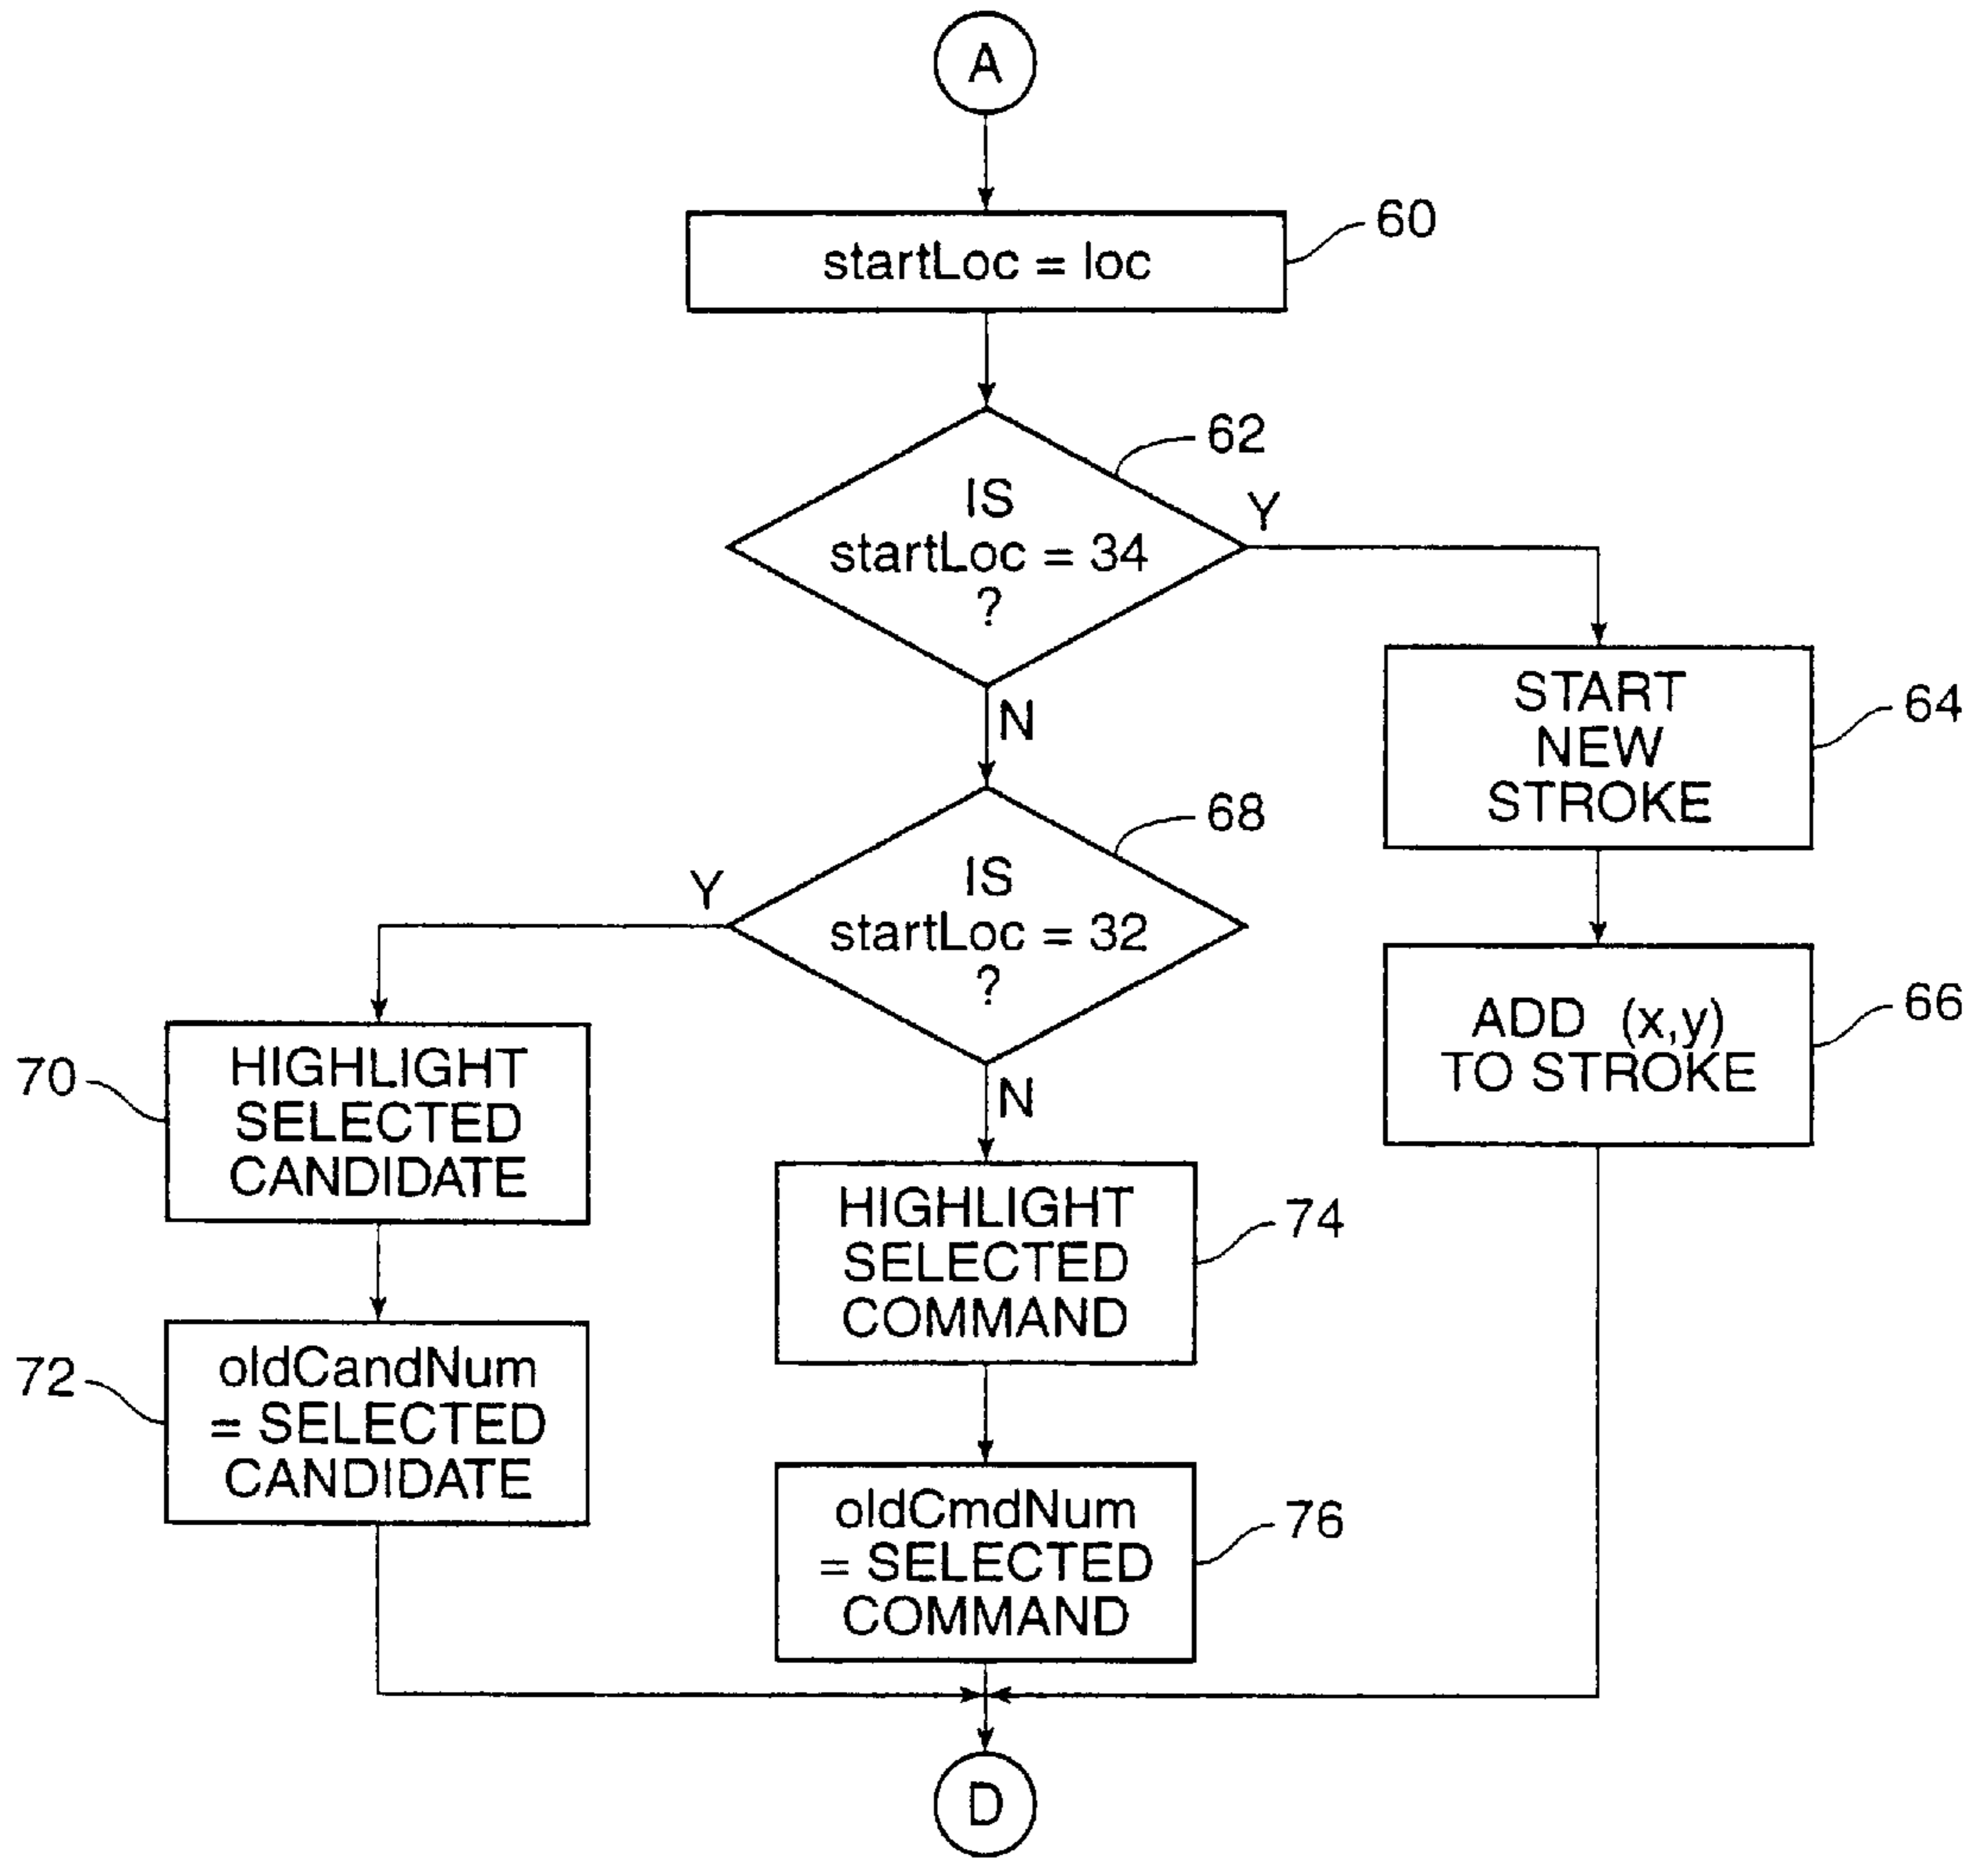 A
startLoc = loc
60
62
IS
startLoc = 34
?
Y
N
START
NEW
STROKE
64
68
IS
startLoc = 32
?
Y
N
ADD (x,y)
TO STROKE
66
70
HIGHLIGHT
SELECTED
CANDIDATE
HIGHLIGHT
SELECTED
COMMAND
74
72
oldCandNum
= SELECTED
CANDIDATE
oldCmdNum
= SELECTED
COMMAND
76
D